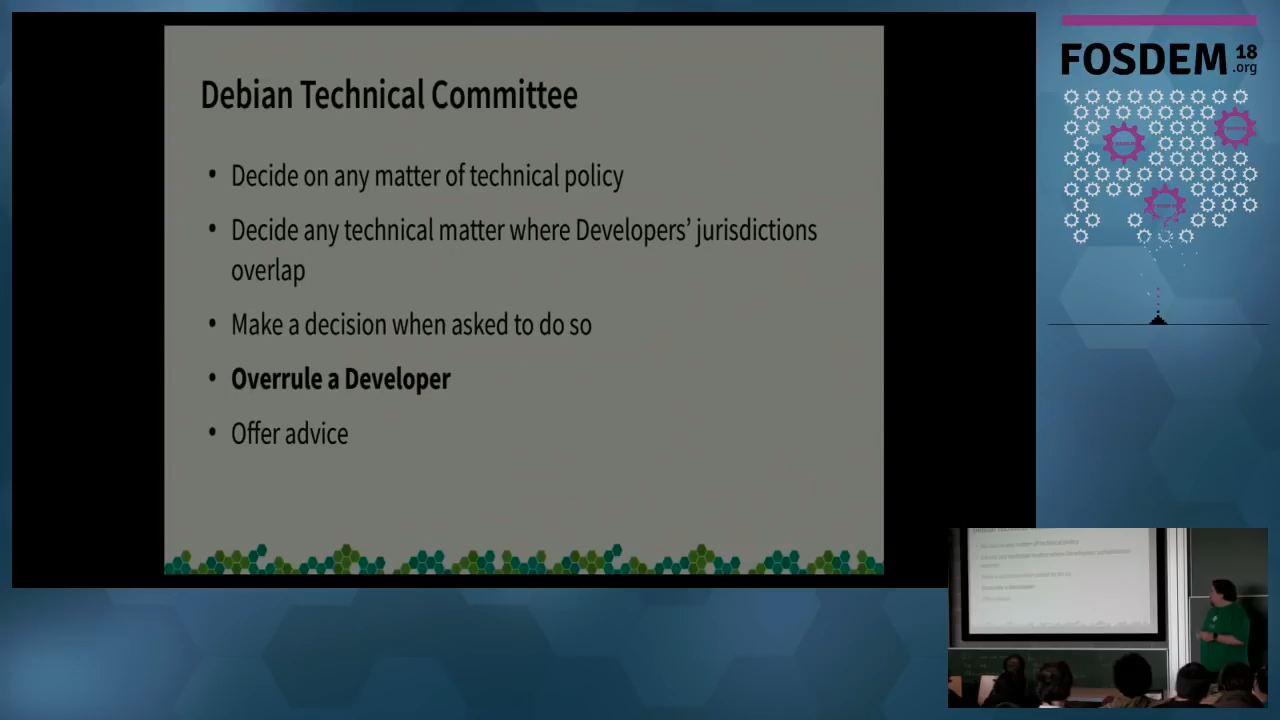 Debian Technical Committee
• Decide on any matter of technical policy
• Decide any technical matter where Developers’ jurisdictions
overlap
• Make a decision when asked to do so
• Overrule a Developer
• Offer advice
FOSDEM 18
.org